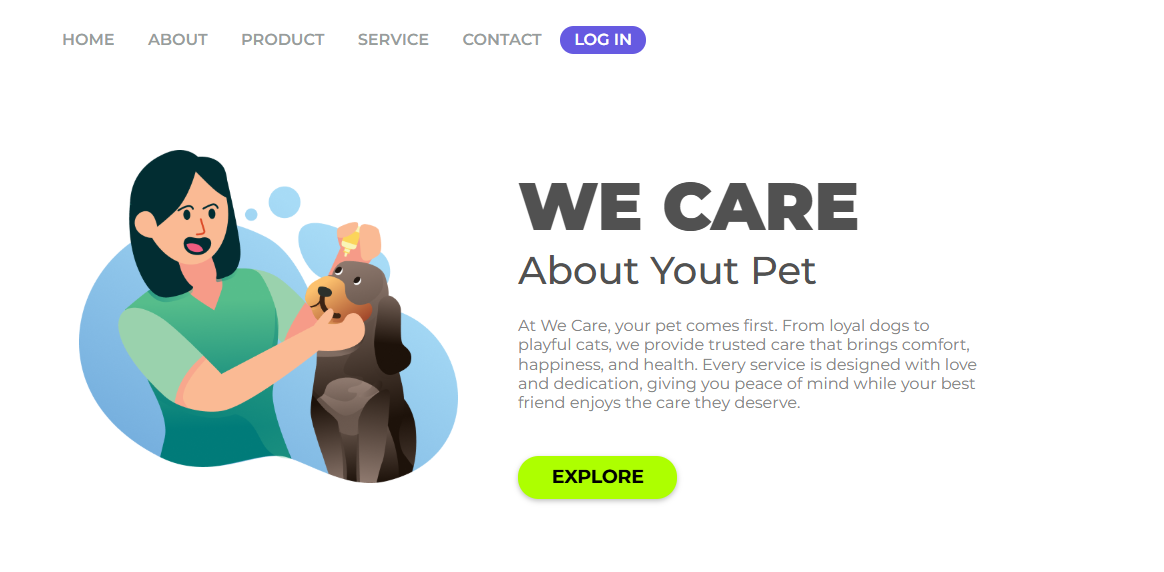 HOME ABOUT PRODUCT SERVICE CONTACT LOG IN
WE CARE
About Yout Pet
At We Care, your pet comes first. From loyal dogs to
playful cats, we provide trusted care that brings comfort,
happiness, and health. Every service is designed with love
and dedication, giving you peace of mind while your best
friend enjoys the care they deserve.
EXPLORE